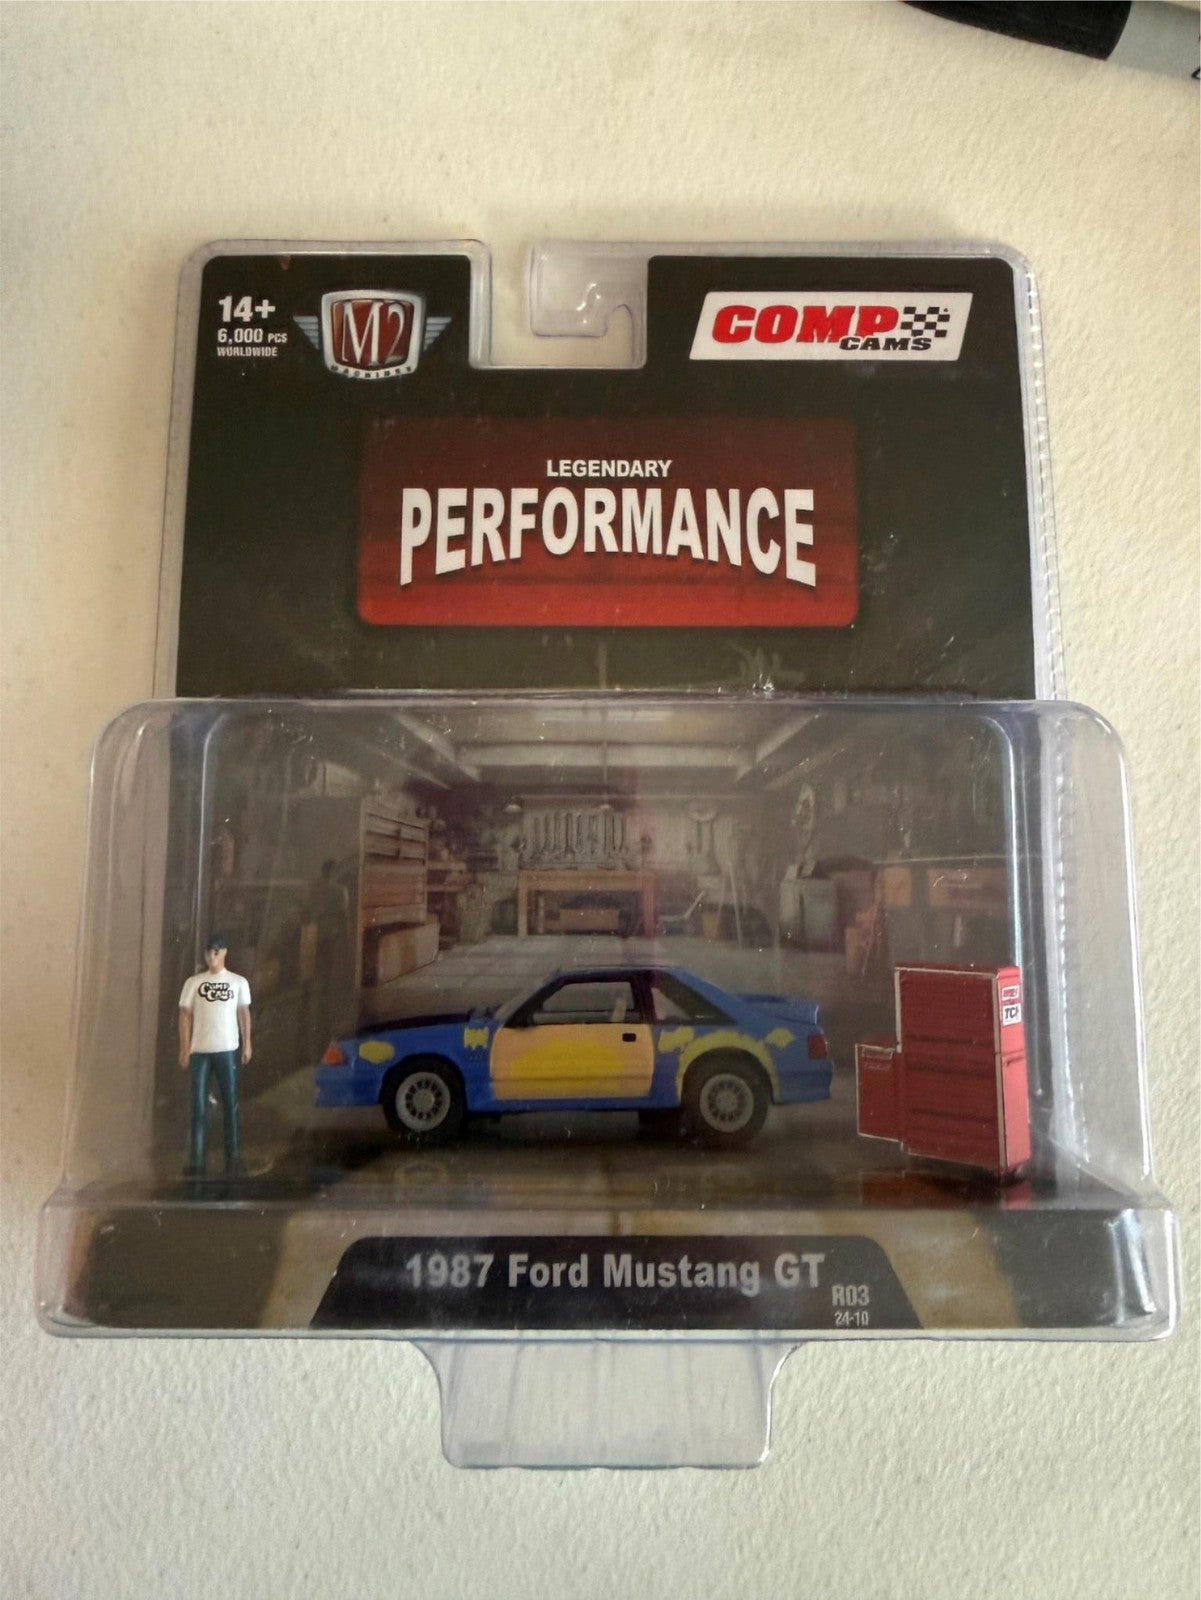 14+
6,000 PCS
WORLDWIDE
M2
MACHINES
COMP
CAMS
LEGENDARY
PERFORMANCE
COMP
CAMS
TCI
1987 Ford Mustang GT
R03
24-10